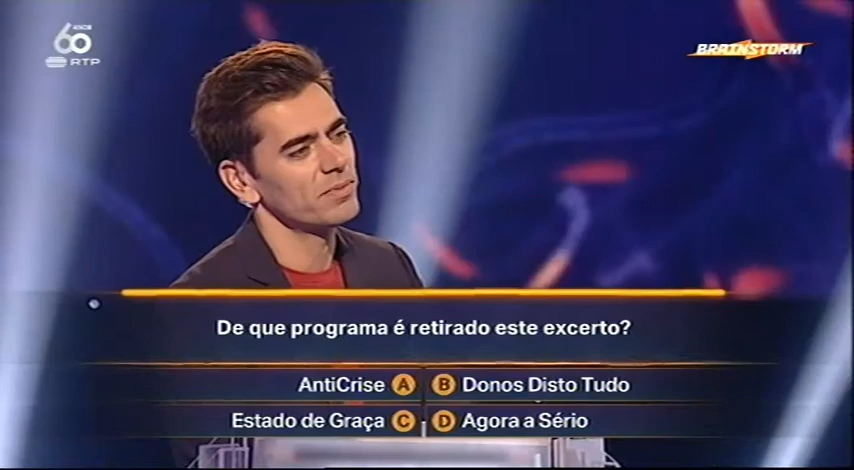 60 ANOS
RTP
BRAINSTORM
De que programa é retirado este excerto?
AntiCrise A
B Donos Disto Tudo
Estado de Graça C
D Agora a Sério